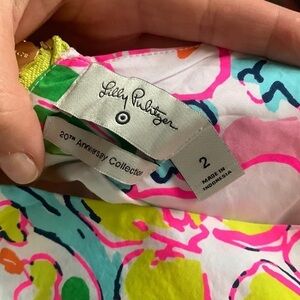 Lilly Pulitzer
20TH Anniversary Collection
2
MADE IN
INDONESIA